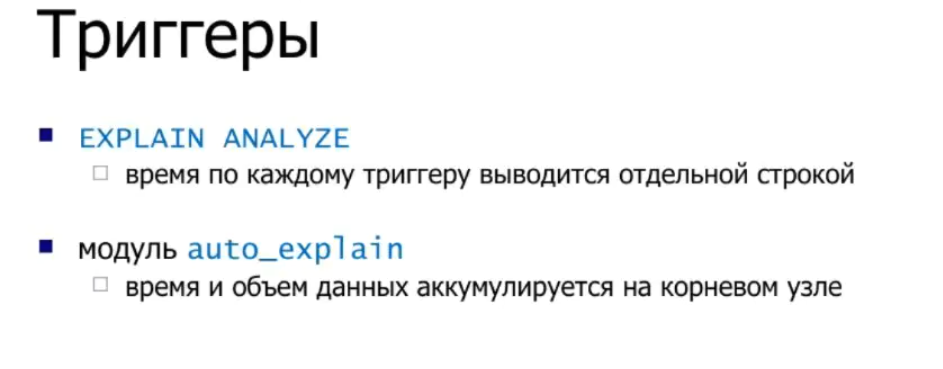 Триггеры
EXPLAIN ANALYZE
время по каждому триггеру выводится отдельной строкой
модуль auto_explain
время и объем данных аккумулируется на корневом узле